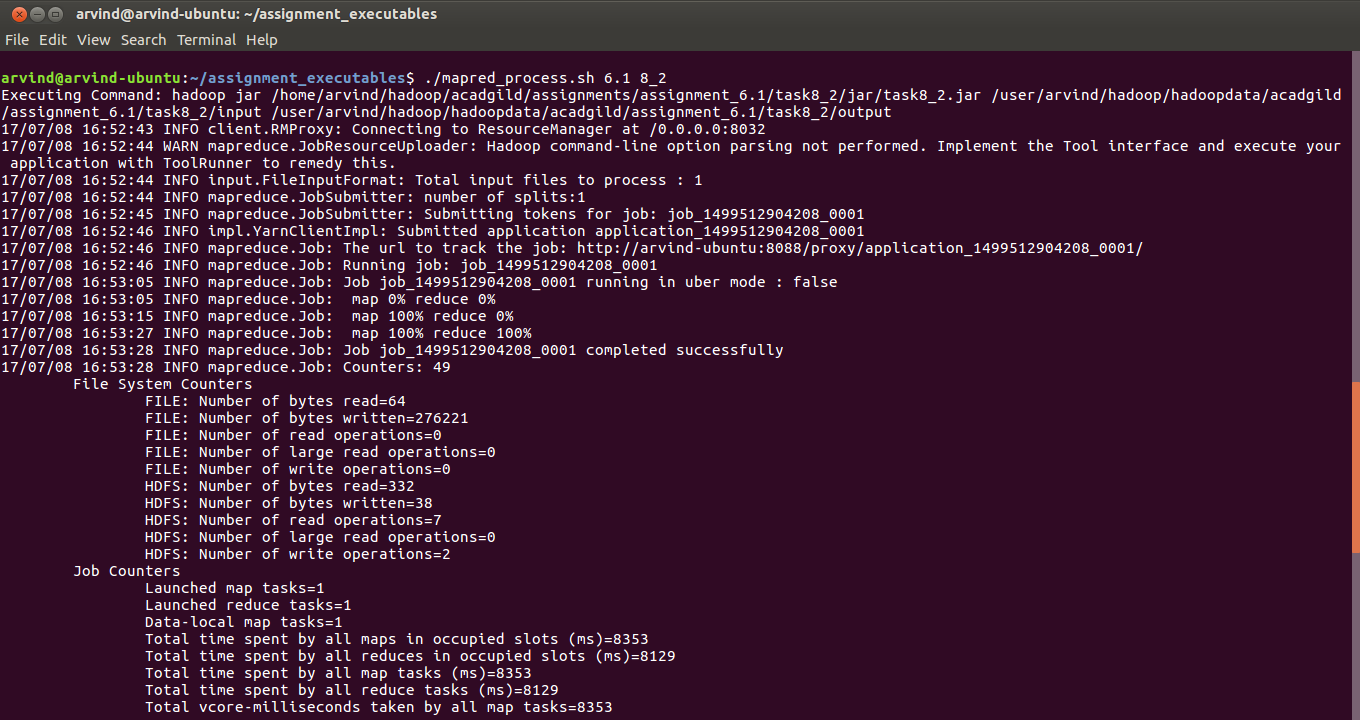 arvind@arvind-ubuntu: ~/assignment_executables
File Edit View Search Terminal Help
arvind@arvind-ubuntu:~/assignment_executables$ ./mapred_process.sh 6.1 8_2
Executing Command: hadoop jar /home/arvind/hadoop/acadgild/assignments/assignment_6.1/task8_2/jar/task8_2.jar /user/arvind/hadoop/hadoopdata/acadgild
/assignment_6.1/task8_2/input /user/arvind/hadoop/hadoopdata/acadgild/assignment_6.1/task8_2/output
17/07/08 16:52:43 INFO client.RMProxy: Connecting to ResourceManager at /0.0.0.0:8032
17/07/08 16:52:44 WARN mapreduce.JobResourceUploader: Hadoop command-line option parsing not performed. Implement the Tool interface and execute your
 application with ToolRunner to remedy this.
17/07/08 16:52:44 INFO input.FileInputFormat: Total input files to process : 1
17/07/08 16:52:44 INFO mapreduce.JobSubmitter: number of splits:1
17/07/08 16:52:45 INFO mapreduce.JobSubmitter: Submitting tokens for job: job_1499512904208_0001
17/07/08 16:52:46 INFO impl.YarnClientImpl: Submitted application application_1499512904208_0001
17/07/08 16:52:46 INFO mapreduce.Job: The url to track the job: http://arvind-ubuntu:8088/proxy/application_1499512904208_0001/
17/07/08 16:52:46 INFO mapreduce.Job: Running job: job_1499512904208_0001
17/07/08 16:53:05 INFO mapreduce.Job: Job job_1499512904208_0001 running in uber mode : false
17/07/08 16:53:05 INFO mapreduce.Job:  map 0% reduce 0%
17/07/08 16:53:15 INFO mapreduce.Job:  map 100% reduce 0%
17/07/08 16:53:27 INFO mapreduce.Job:  map 100% reduce 100%
17/07/08 16:53:28 INFO mapreduce.Job: Job job_1499512904208_0001 completed successfully
17/07/08 16:53:28 INFO mapreduce.Job: Counters: 49
File System Counters
FILE: Number of bytes read=64
FILE: Number of bytes written=276221
FILE: Number of read operations=0
FILE: Number of large read operations=0
FILE: Number of write operations=0
HDFS: Number of bytes read=332
HDFS: Number of bytes written=38
HDFS: Number of read operations=7
HDFS: Number of large read operations=0
HDFS: Number of write operations=2
Job Counters
Launched map tasks=1
Launched reduce tasks=1
Data-local map tasks=1
Total time spent by all maps in occupied slots (ms)=8353
Total time spent by all reduces in occupied slots (ms)=8129
Total time spent by all map tasks (ms)=8353
Total time spent by all reduce tasks (ms)=8129
Total vcore-milliseconds taken by all map tasks=8353